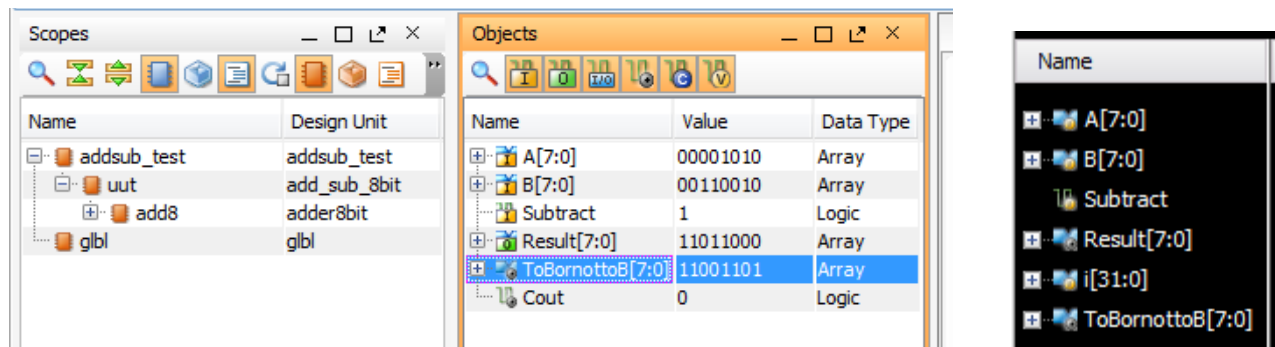 Scopes
Name Design Unit
addsub_test addsub_test
uut add_sub_8bit
add8 adder8bit
glbl glbl
Objects
I O I/O C V
Name Value Data Type
A[7:0] 00001010 Array
B[7:0] 00110010 Array
Subtract 1 Logic
Result[7:0] 11011000 Array
ToBornottoB[7:0] 11001101 Array
Cout 0 Logic
Name
A[7:0]
B[7:0]
Subtract
Result[7:0]
i[31:0]
ToBornottoB[7:0]